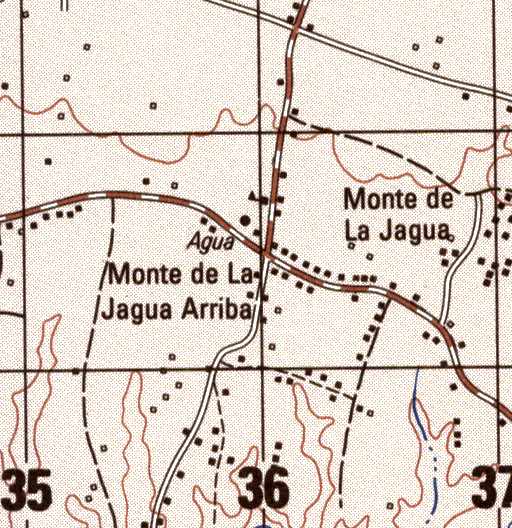 Monte de
La Jagua
Agua
Monte de La
Jagua Arriba
35
36
37